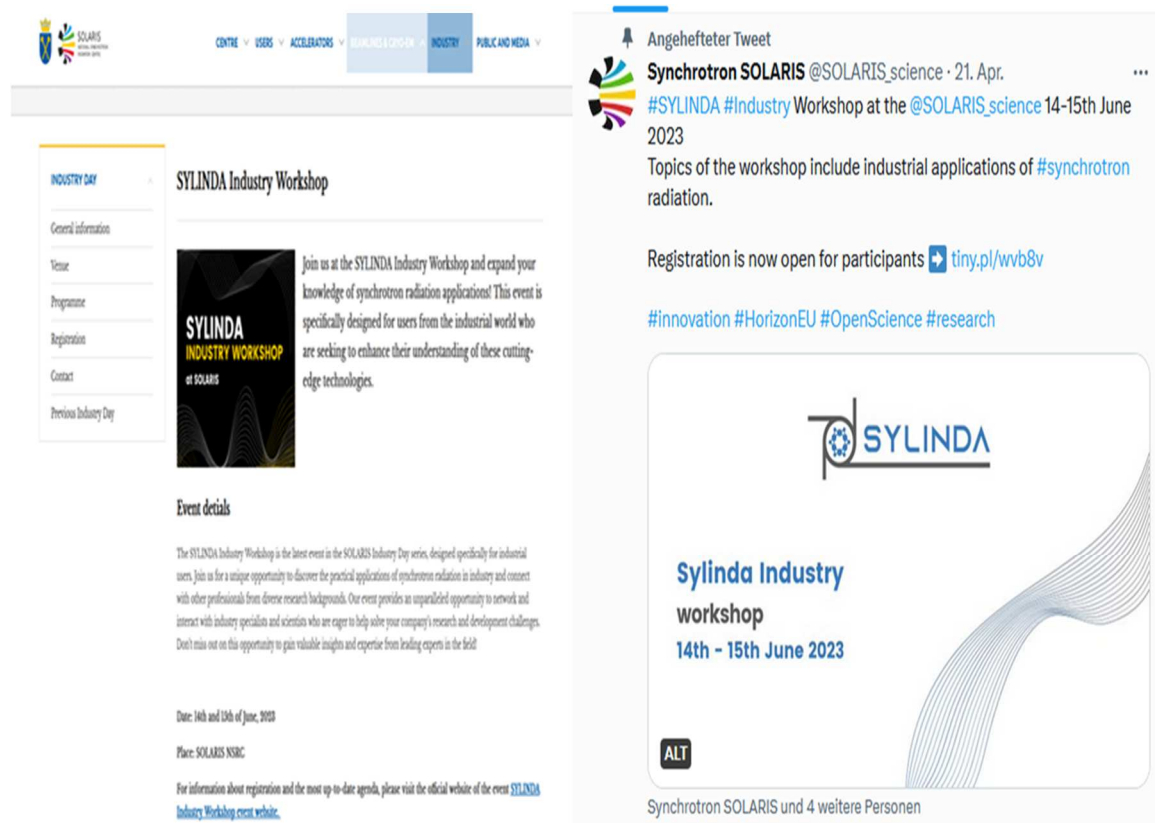 SOLARIS
NATIONAL SYNCHROTRON
RADIATION CENTRE
CENTRE USERS ACCELERATORS BEAMLINES & CRYO-EM INDUSTRY PUBLIC AND MEDIA
INDUSTRY DAY
General information
Venue
Programme
Registration
Contact
Previous Industry Day
SYLINDA Industry Workshop
SYLINDA
INDUSTRY WORKSHOP
at SOLARIS
Join us at the SYLINDA Industry Workshop and expand your
knowledge of synchrotron radiation applications! This event is
specifically designed for users from the industrial world who
are seeking to enhance their understanding of these cutting-
edge technologies.
Event detials
The SYLINDA Industry Workshop is the latest event in the SOLARIS Industry Day series, designed specifically for industrial
users. Join us for a unique opportunity to discover the practical applications of synchrotron radiation in industry and connect
with other professionals from diverse research backgrounds. Our event provides an unparalleled opportunity to network and
interact with industry specialists and scientists who are eager to help solve your company's research and development challenges.
Don't miss out on this opportunity to gain valuable insights and expertise from leading experts in the field!
Date: 14th and 15th of June, 2023
Place: SOLARIS NSRC
For information about registration and the most up-to-date agenda, please visit the official website of the event SYLINDA
Industry Workshop event website.
Angehefteter Tweet
Synchrotron SOLARIS @SOLARIS_science · 21. Apr.
#SYLINDA #Industry Workshop at the @SOLARIS_science 14-15th June
2023
Topics of the workshop include industrial applications of #synchrotron
radiation.
Registration is now open for participants ➡ tiny.pl/wvb8v
#innovation #HorizonEU #OpenScience #research
SYLINDA
Sylinda Industry
workshop
14th - 15th June 2023
ALT
Synchrotron SOLARIS und 4 weitere Personen